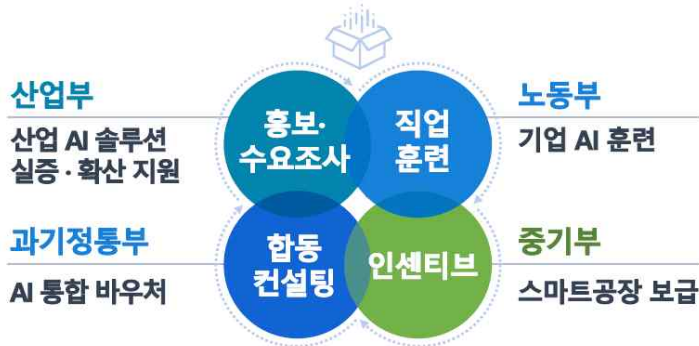 산업부
산업 AI 솔루션
실증·확산 지원
홍보·
수요조사
직업
훈련
노동부
기업 AI 훈련
과기정통부
AI 통합 바우처
합동
컨설팅
인센티브
중기부
스마트공장 보급